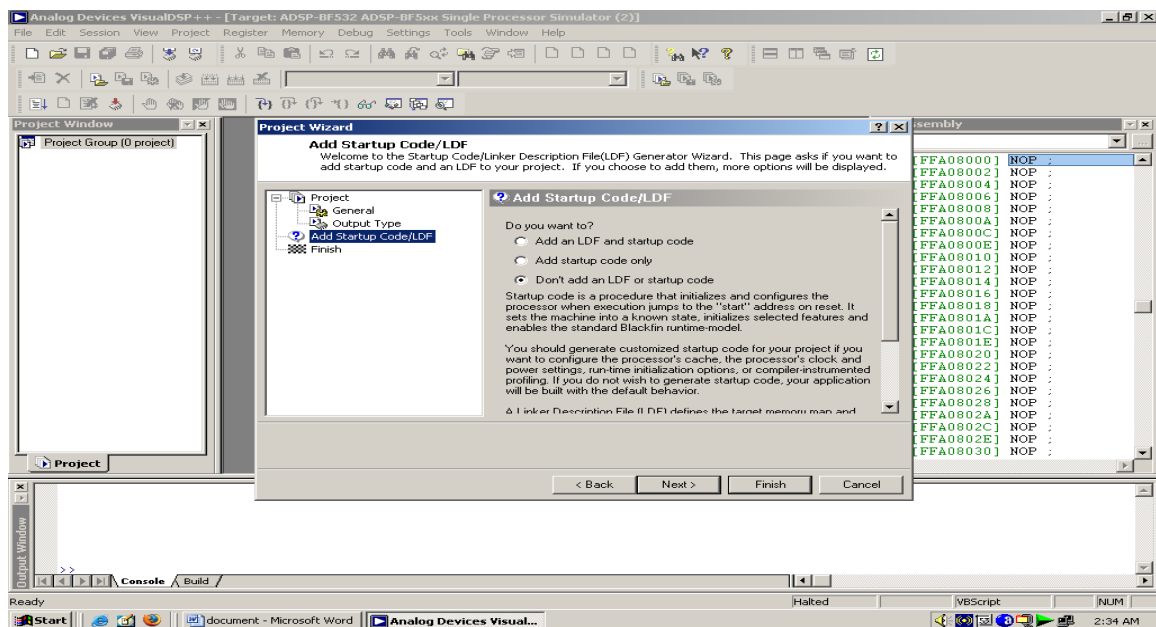 Analog Devices VisualDSP++ - [Target: ADSP-BF532 ADSP-BF5xx Single Processor Simulator (2)]
File Edit Session View Project Register Memory Debug Settings Tools Window Help
Project Window
Project Group (0 project)
Project
Project Wizard
Add Startup Code/LDF
Welcome to the Startup Code/Linker Description File(LDF) Generator Wizard. This page asks if you want to
add startup code and an LDF to your project. If you choose to add them, more options will be displayed.
Project
General
Output Type
Add Startup Code/LDF
Finish
Add Startup Code/LDF
Do you want to?
Add an LDF and startup code
Add startup code only
Don't add an LDF or startup code
Startup code is a procedure that initializes and configures the
processor when execution jumps to the "start" address on reset. It
sets the machine into a known state, initializes selected features and
enables the standard Blackfin runtime-model.
You should generate customized startup code for your project if you
want to configure the processor's cache, the processor's clock and
power settings, run-time initialization options, or compiler-instrumented
profiling. If you do not wish to generate startup code, your application
will be built with the default behavior.
A Linker Description File (LDF) defines the target memory map and
< Back Next > Finish Cancel
issembly
[FFA08000] NOP ;
[FFA08002] NOP ;
[FFA08004] NOP ;
[FFA08006] NOP ;
[FFA08008] NOP ;
[FFA0800A] NOP ;
[FFA0800C] NOP ;
[FFA0800E] NOP ;
[FFA08010] NOP ;
[FFA08012] NOP ;
[FFA08014] NOP ;
[FFA08016] NOP ;
[FFA08018] NOP ;
[FFA0801A] NOP ;
[FFA0801C] NOP ;
[FFA0801E] NOP ;
[FFA08020] NOP ;
[FFA08022] NOP ;
[FFA08024] NOP ;
[FFA08026] NOP ;
[FFA08028] NOP ;
[FFA0802A] NOP ;
[FFA0802C] NOP ;
[FFA0802E] NOP ;
[FFA08030] NOP ;
Output Window
>>
Console Build
Ready Halted VBScript NUM
Start document - Microsoft Word Analog Devices Visual... 2:34 AM